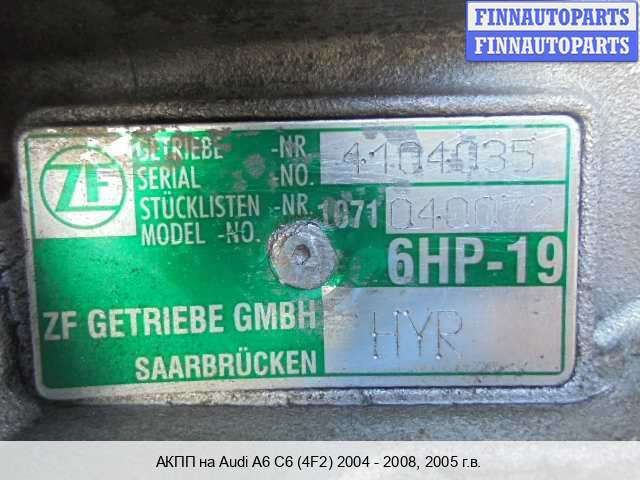 FINNAUTOPARTS
FINNAUTOPARTS
ZF
GETRIEBE -NR. 4104035
SERIAL -NO.
STÜCKLISTEN -NR. 1071 040072
MODEL -NO.
6HP-19
ZF GETRIEBE GMBH HYR
SAARBRÜCKEN
АКПП на Audi A6 C6 (4F2) 2004 - 2008, 2005 г.в.